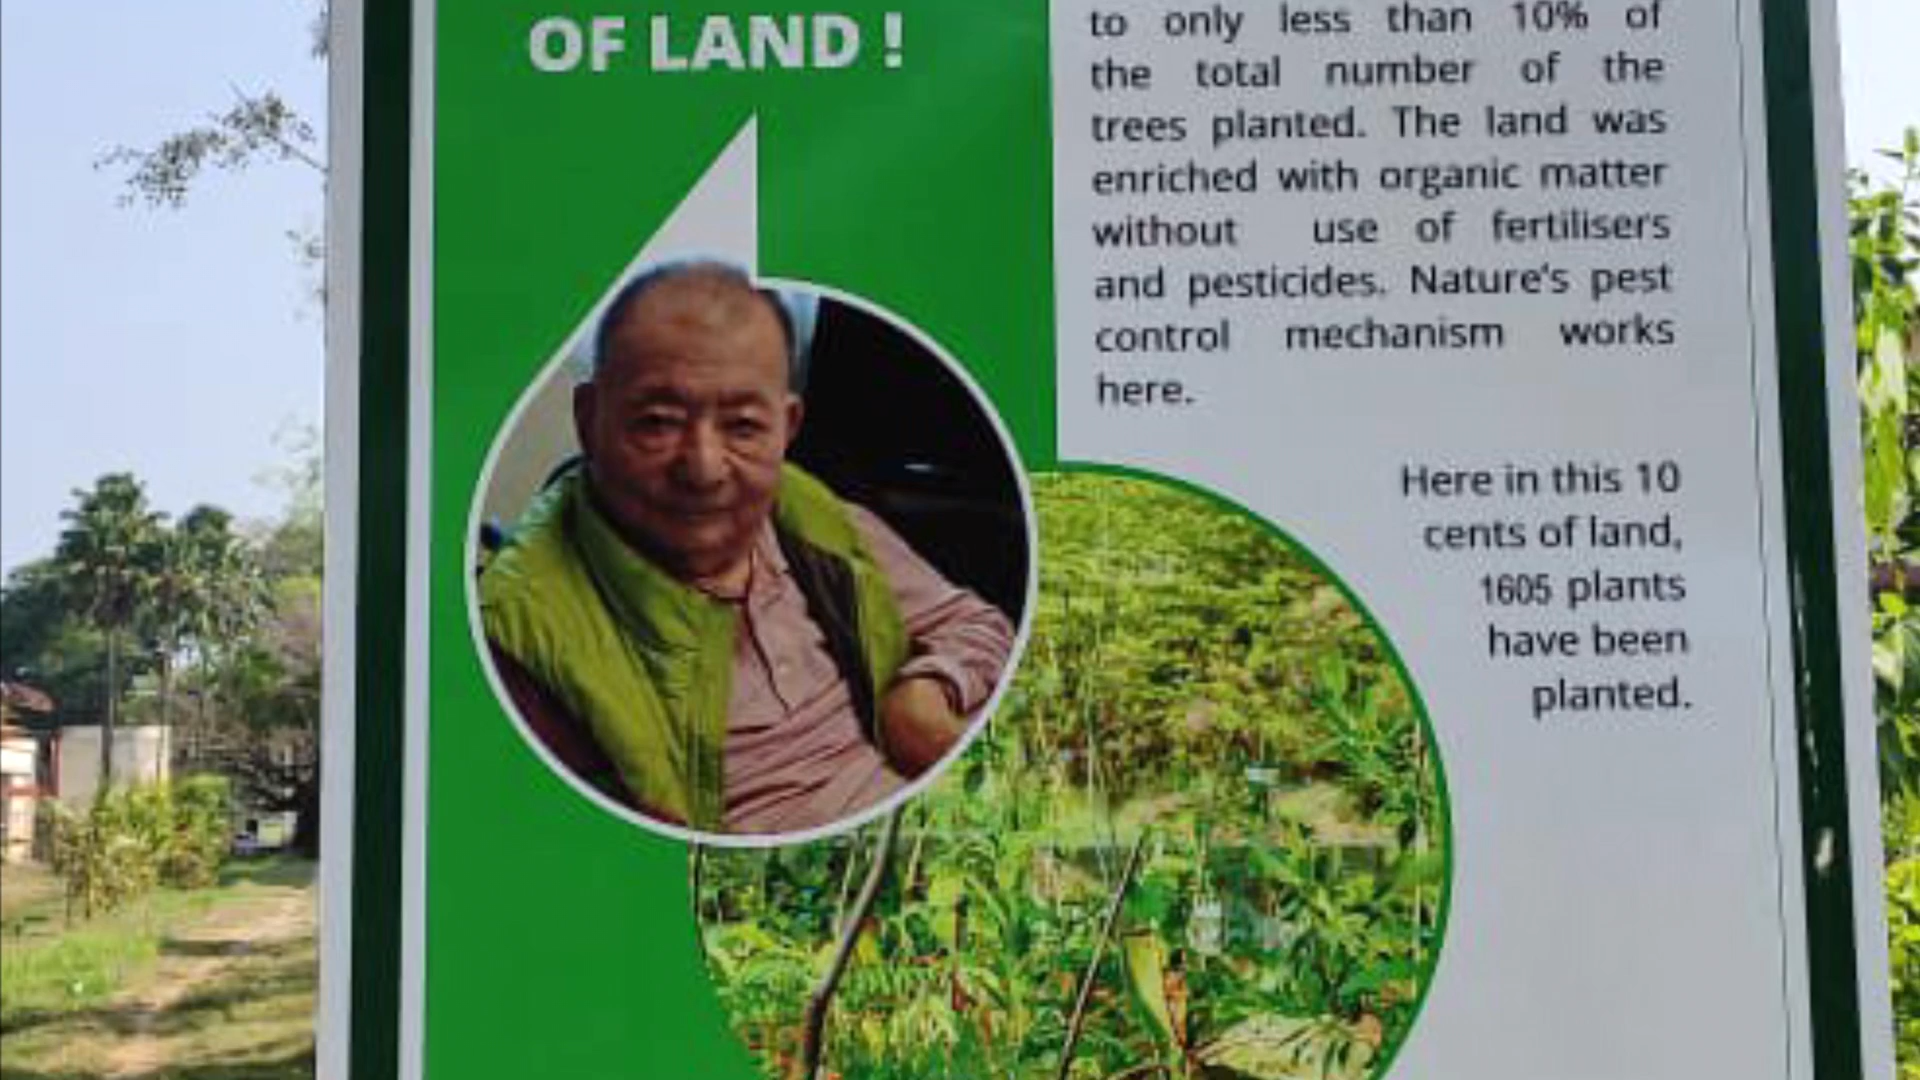 OF LAND !
to only less than 10% of
the total number of the
trees planted. The land was
enriched with organic matter
without use of fertilisers
and pesticides. Nature's pest
control mechanism works
here.
Here in this 10
cents of land,
1605 plants
have been
planted.